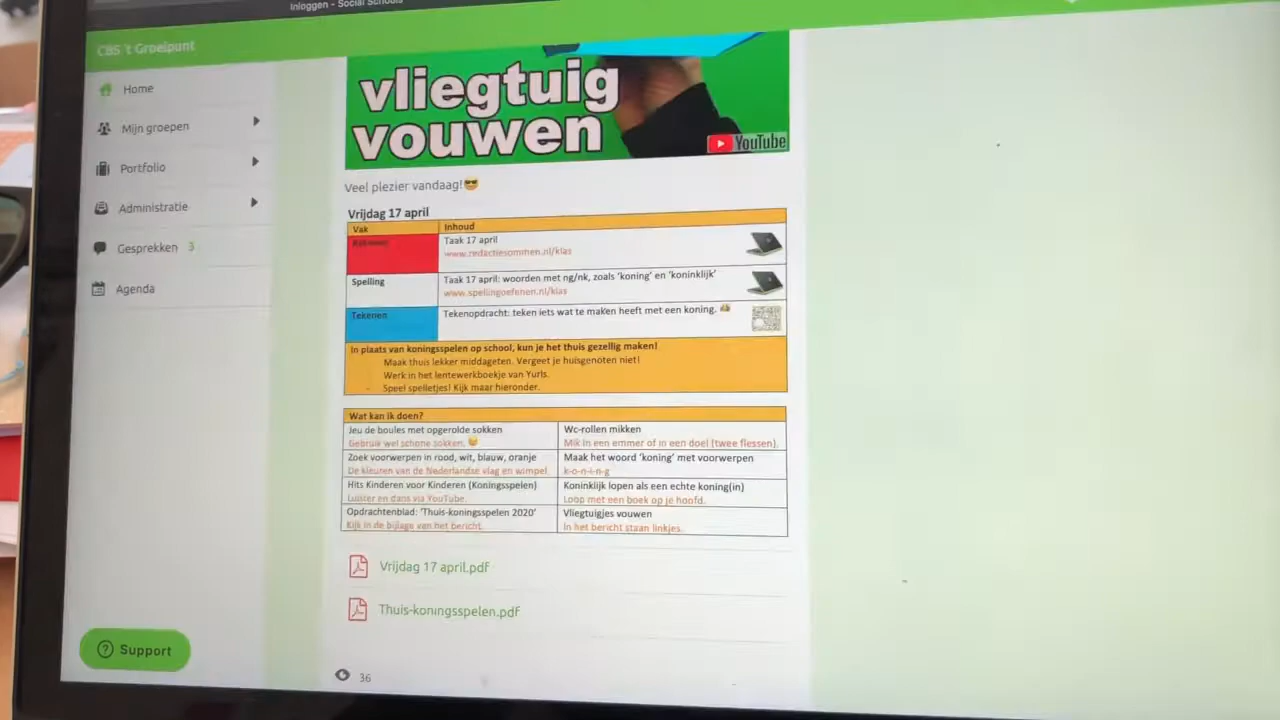 Inloggen - Social Schools
CBS 't Groeipunt
Home
Mijn groepen
Portfolio
Administratie
Gesprekken 3
Agenda
Support
vliegtuig
vouwen
YouTube
Veel plezier vandaag!😎
Vrijdag 17 april
Vak Inhoud
Rekenen Taak 17 april
www.redactiesommen.nl/klas
Spelling Taak 17 april: woorden met ng/nk, zoals 'koning' en 'koninklijk'
www.spellingoefenen.nl/klas
Tekenen Tekenopdracht: teken iets wat te maken heeft met een koning.
In plaats van koningsspelen op school, kun je het thuis gezellig maken!
Maak thuis lekker middageten. Vergeet je huisgenoten niet!
Werk in het lentewerkboekje van Yurls.
- Speel spelletjes! Kijk maar hieronder.
Wat kan ik doen?
Jeu de boules met opgerolde sokken Wc-rollen mikken
Gebruik wel schone sokken. Mik in een emmer of in een doel (twee flessen).
Zoek voorwerpen in rood, wit, blauw, oranje Maak het woord 'koning' met voorwerpen
De kleuren van de Nederlandse vlag en wimpel. k-o-n-i-n-g
Hits Kinderen voor Kinderen (Koningsspelen) Koninklijk lopen als een echte koning(in)
Luister en dans via YouTube. Loop met een boek op je hoofd.
Opdrachtenblad: 'Thuis-koningsspelen 2020' Vliegtuigjes vouwen
Kijk in de bijlage van het bericht. In het bericht staan linkjes.
Vrijdag 17 april.pdf
Thuis-koningsspelen.pdf
36